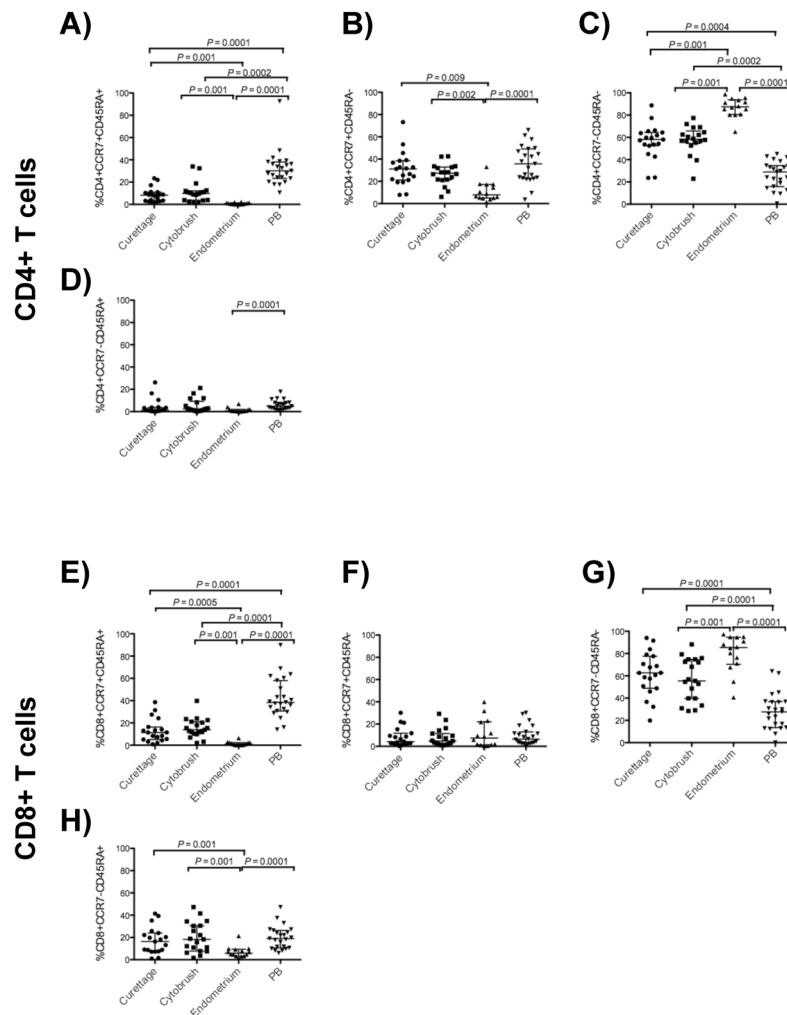 A)
P = 0.0001
P = 0.001
P = 0.0002
P = 0.001
P = 0.0001
%CD4+CCR7+CD45RA+
100
80
60
40
20
0
Curettage
Cytobrush
Endometrium
PB
B)
P = 0.009
P = 0.002
P = 0.0001
%CD4+CCR7+CD45RA-
100
80
60
40
20
0
Curettage
Cytobrush
Endometrium
PB
C)
P = 0.0004
P = 0.001
P = 0.0002
P = 0.001
P = 0.0001
%CD4+CCR7-CD45RA-
100
80
60
40
20
0
Curettage
Cytobrush
Endometrium
PB
CD4+ T cells
D)
P = 0.0001
%CD4+CCR7-CD45RA+
100
80
60
40
20
0
Curettage
Cytobrush
Endometrium
PB
E)
P = 0.0001
P = 0.0005
P = 0.0001
P = 0.001
P = 0.0001
%CD8+CCR7+CD45RA+
100
80
60
40
20
0
Curettage
Cytobrush
Endometrium
PB
F)
%CD8+CCR7+CD45RA-
100
80
60
40
20
0
Curettage
Cytobrush
Endometrium
PB
G)
P = 0.0001
P = 0.0001
P = 0.001
P = 0.0001
%CD8+CCR7-CD45RA-
100
80
60
40
20
0
Curettage
Cytobrush
Endometrium
PB
CD8+ T cells
H)
P = 0.001
P = 0.001
P = 0.0001
%CD8+CCR7-CD45RA+
100
80
60
40
20
0
Curettage
Cytobrush
Endometrium
PB